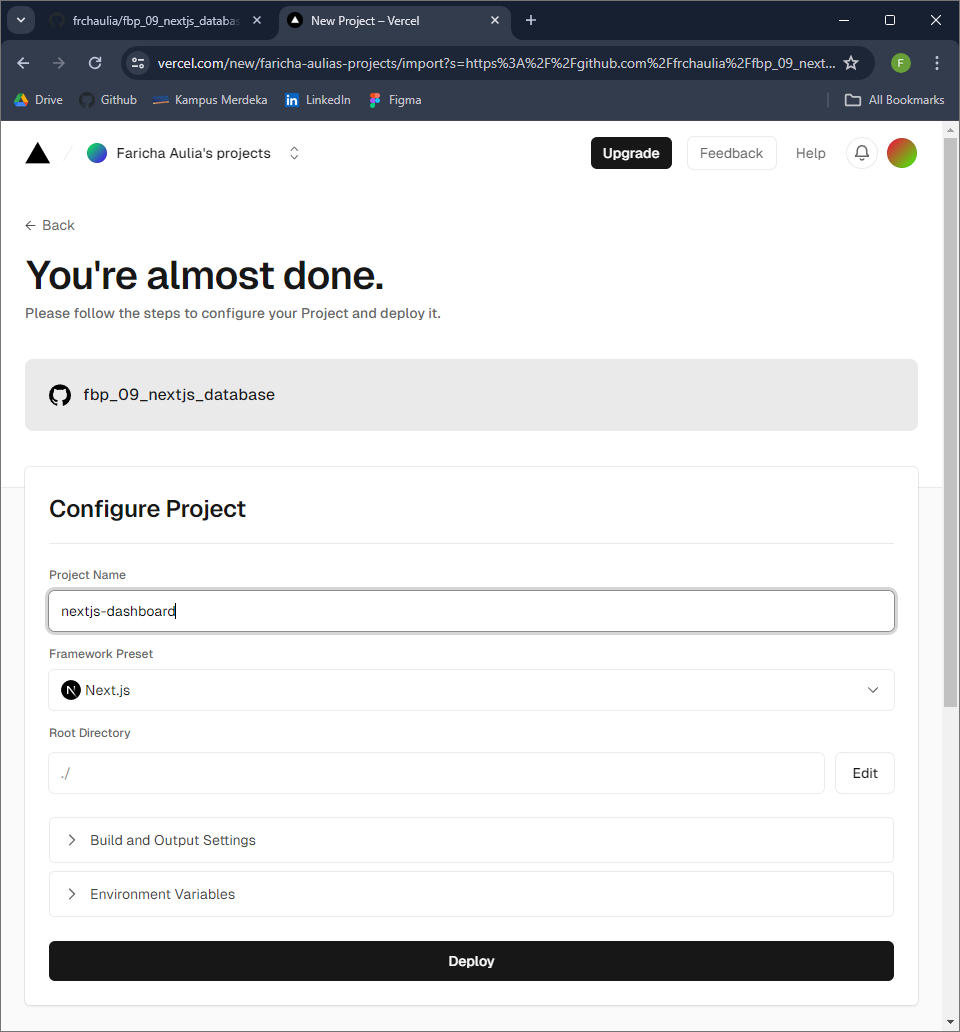 frchaulia/fbp_09_nextjs_databas
New Project – Vercel
vercel.com/new/faricha-aulias-projects/import?s=https%3A%2F%2Fgithub.com%2Ffrchaulia%2Ffbp_09_next...
F
Drive
Github
Kampus Merdeka
LinkedIn
Figma
All Bookmarks
Faricha Aulia's projects
Upgrade
Feedback
Help
← Back
You're almost done.
Please follow the steps to configure your Project and deploy it.
fbp_09_nextjs_database
Configure Project
Project Name
nextjs-dashboard
Framework Preset
N Next.js
Root Directory
./
Edit
Build and Output Settings
Environment Variables
Deploy